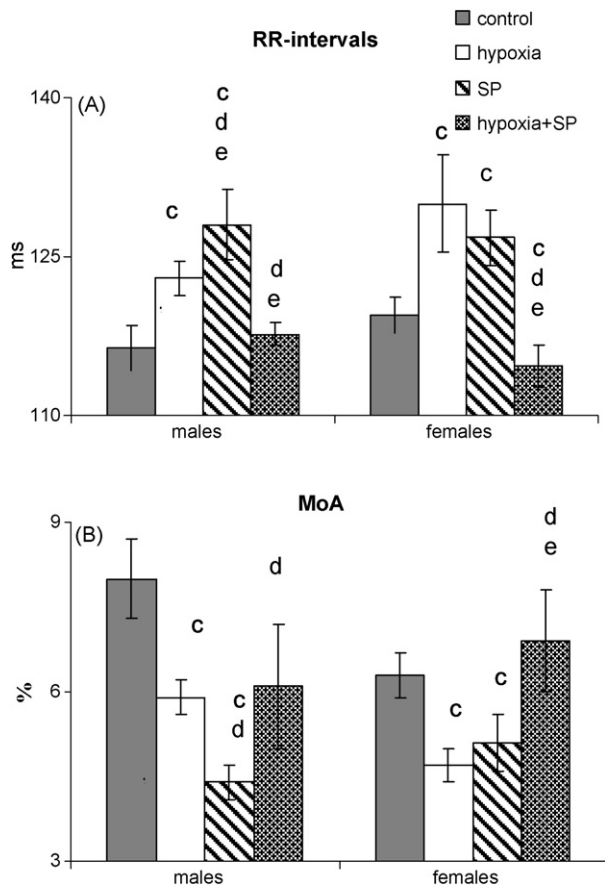 control
RR-intervals
hypoxia
SP
hypoxia+SP
140
(A)
c
d
e
c
c
c
d
e
c
d
e
125
ms
110
males
females
MoA
9
(B)
d
d
e
c
c
d
c
c
6
%
3
males
females